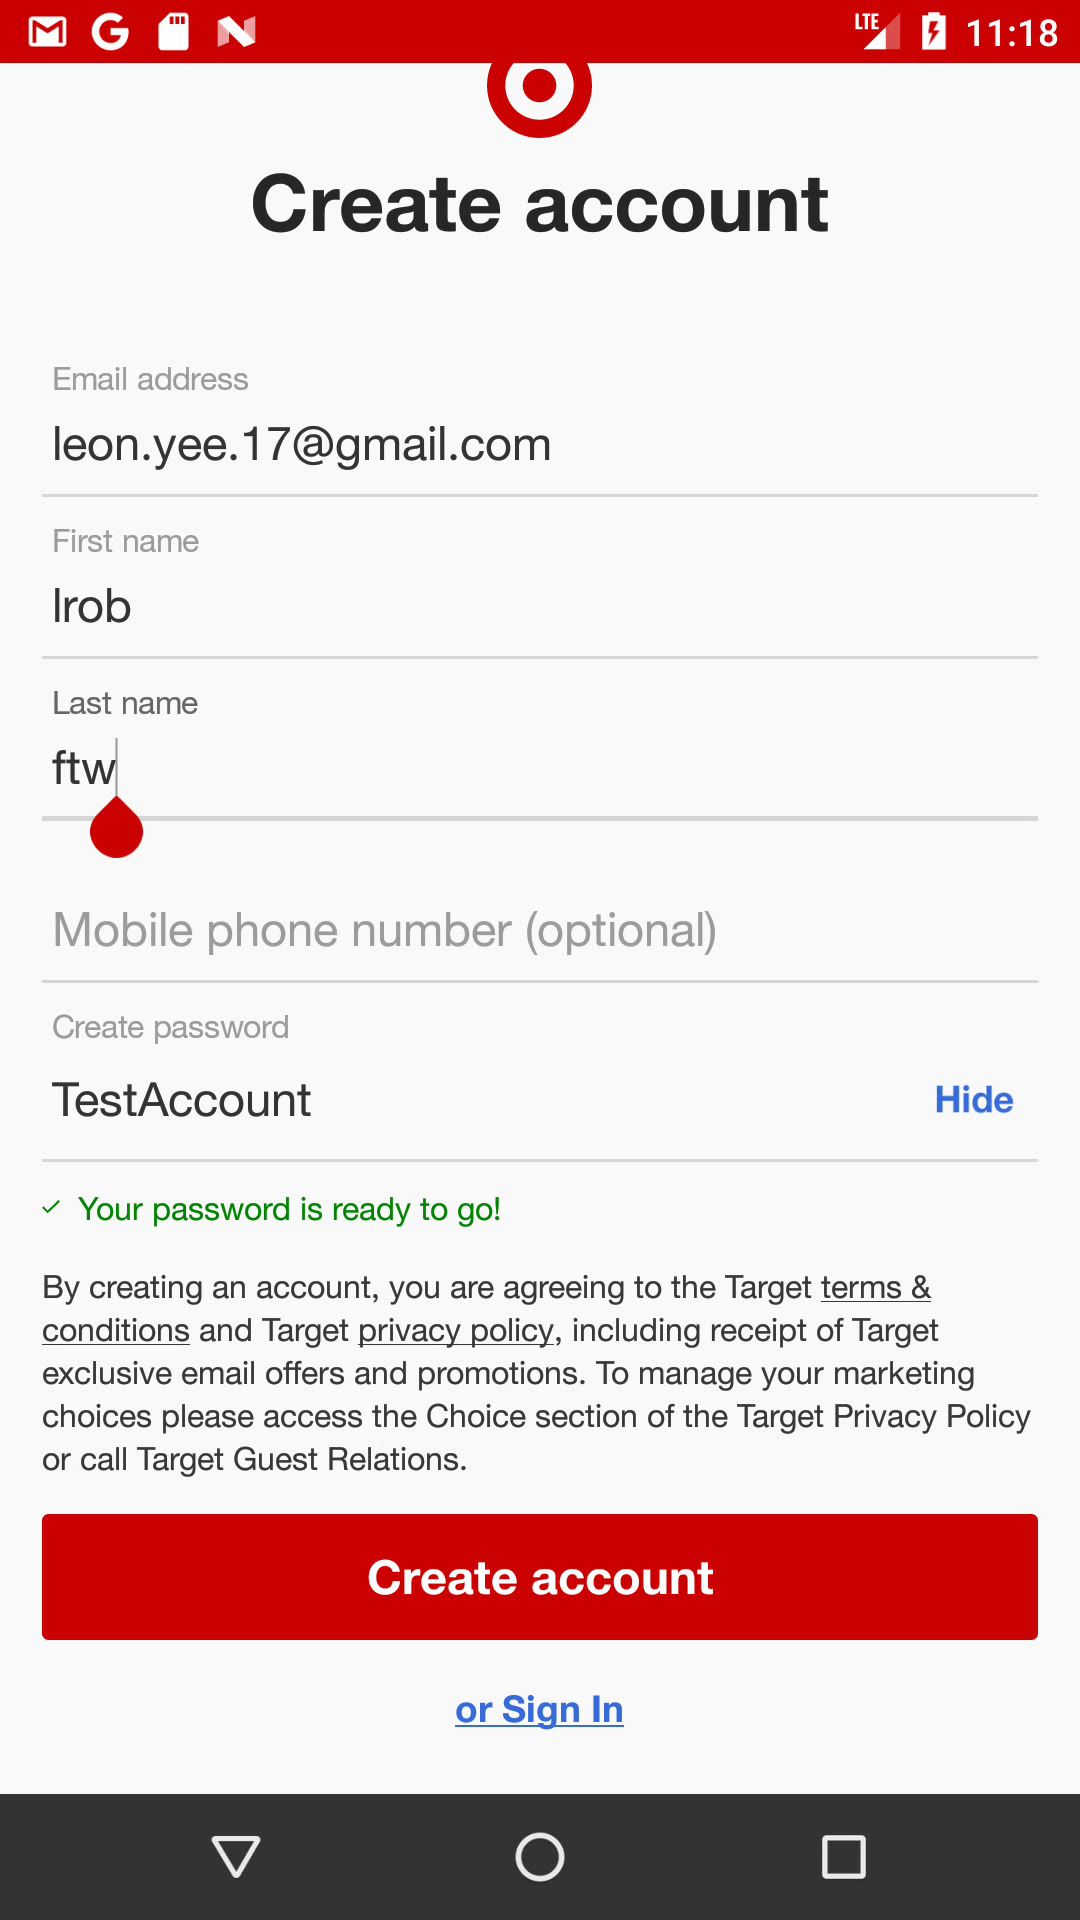 LTE 11:18
Create account
Email address
leon.yee.17@gmail.com
First name
lrob
Last name
ftw
Mobile phone number (optional)
Create password
TestAccount Hide
Your password is ready to go!
By creating an account, you are agreeing to the Target terms &
conditions and Target privacy policy, including receipt of Target
exclusive email offers and promotions. To manage your marketing
choices please access the Choice section of the Target Privacy Policy
or call Target Guest Relations.
Create account
or Sign In